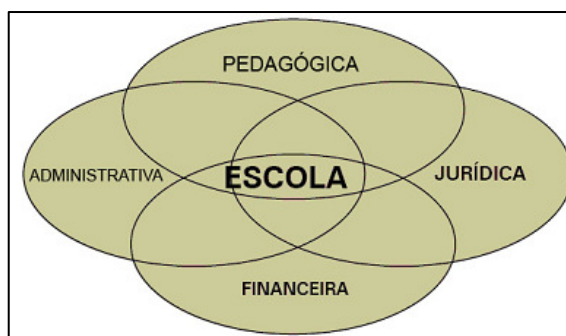 PEDAGÓGICA
ADMINISTRATIVA
ESCOLA
JURÍDICA
FINANCEIRA